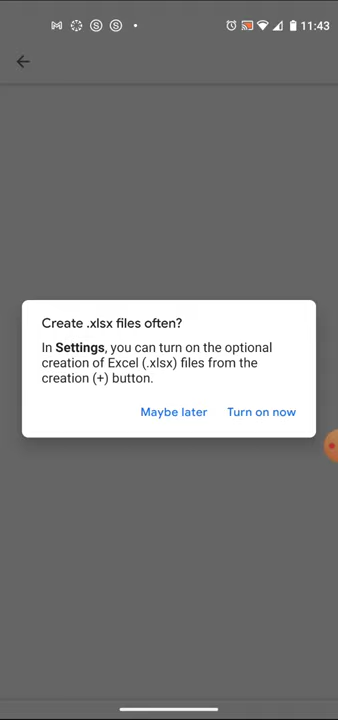 11:43
Create .xlsx files often?
In Settings, you can turn on the optional
creation of Excel (.xlsx) files from the
creation (+) button.
Maybe later Turn on now